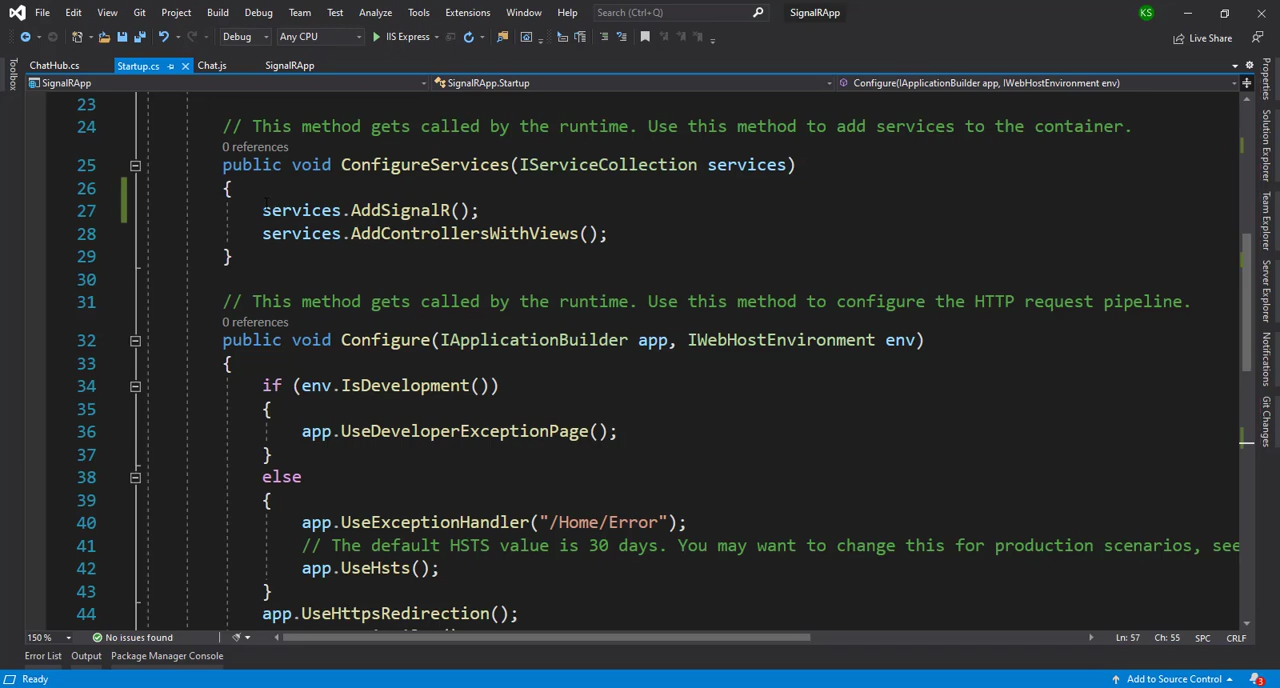 File Edit View Git Project Build Debug Team Test Analyze Tools Extensions Window Help Search (Ctrl+Q) SignalRApp KS
Debug Any CPU IIS Express Live Share
ChatHub.cs Startup.cs Chat.js SignalRApp
SignalRApp SignalRApp.Startup Configure(IApplicationBuilder app, IWebHostEnvironment env)
Toolbox
23
24 // This method gets called by the runtime. Use this method to add services to the container.
0 references
25 public void ConfigureServices(IServiceCollection services)
26 {
27 services.AddSignalR();
28 services.AddControllersWithViews();
29 }
30
31 // This method gets called by the runtime. Use this method to configure the HTTP request pipeline.
0 references
32 public void Configure(IApplicationBuilder app, IWebHostEnvironment env)
33 {
34 if (env.IsDevelopment())
35 {
36 app.UseDeveloperExceptionPage();
37 }
38 else
39 {
40 app.UseExceptionHandler("/Home/Error");
41 // The default HSTS value is 30 days. You may want to change this for production scenarios, see
42 app.UseHsts();
43 }
44 app.UseHttpsRedirection();
Properties
Solution Explorer
Team Explorer
Server Explorer
Notifications
Git Changes
150 % No issues found Ln: 57 Ch: 55 SPC CRLF
Error List Output Package Manager Console
Ready Add to Source Control 3